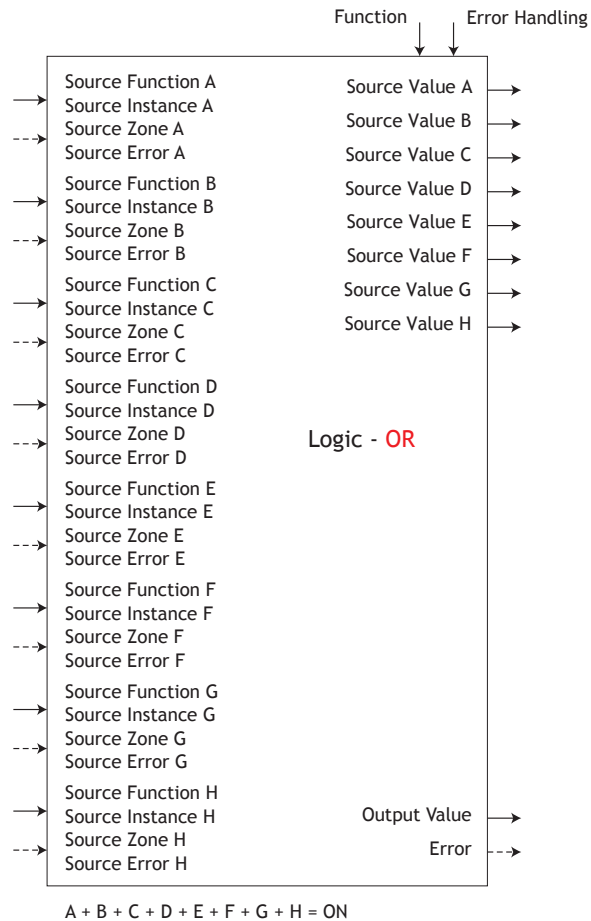 Function
Error Handling
Source Function A
Source Instance A
Source Zone A
Source Error A
Source Function B
Source Instance B
Source Zone B
Source Error B
Source Function C
Source Instance C
Source Zone C
Source Error C
Source Function D
Source Instance D
Source Zone D
Source Error D
Source Function E
Source Instance E
Source Zone E
Source Error E
Source Function F
Source Instance F
Source Zone F
Source Error F
Source Function G
Source Instance G
Source Zone G
Source Error G
Source Function H
Source Instance H
Source Zone H
Source Error H
Source Value A
Source Value B
Source Value C
Source Value D
Source Value E
Source Value F
Source Value G
Source Value H
Logic - OR
Output Value
Error
A + B + C + D + E + F + G + H = ON